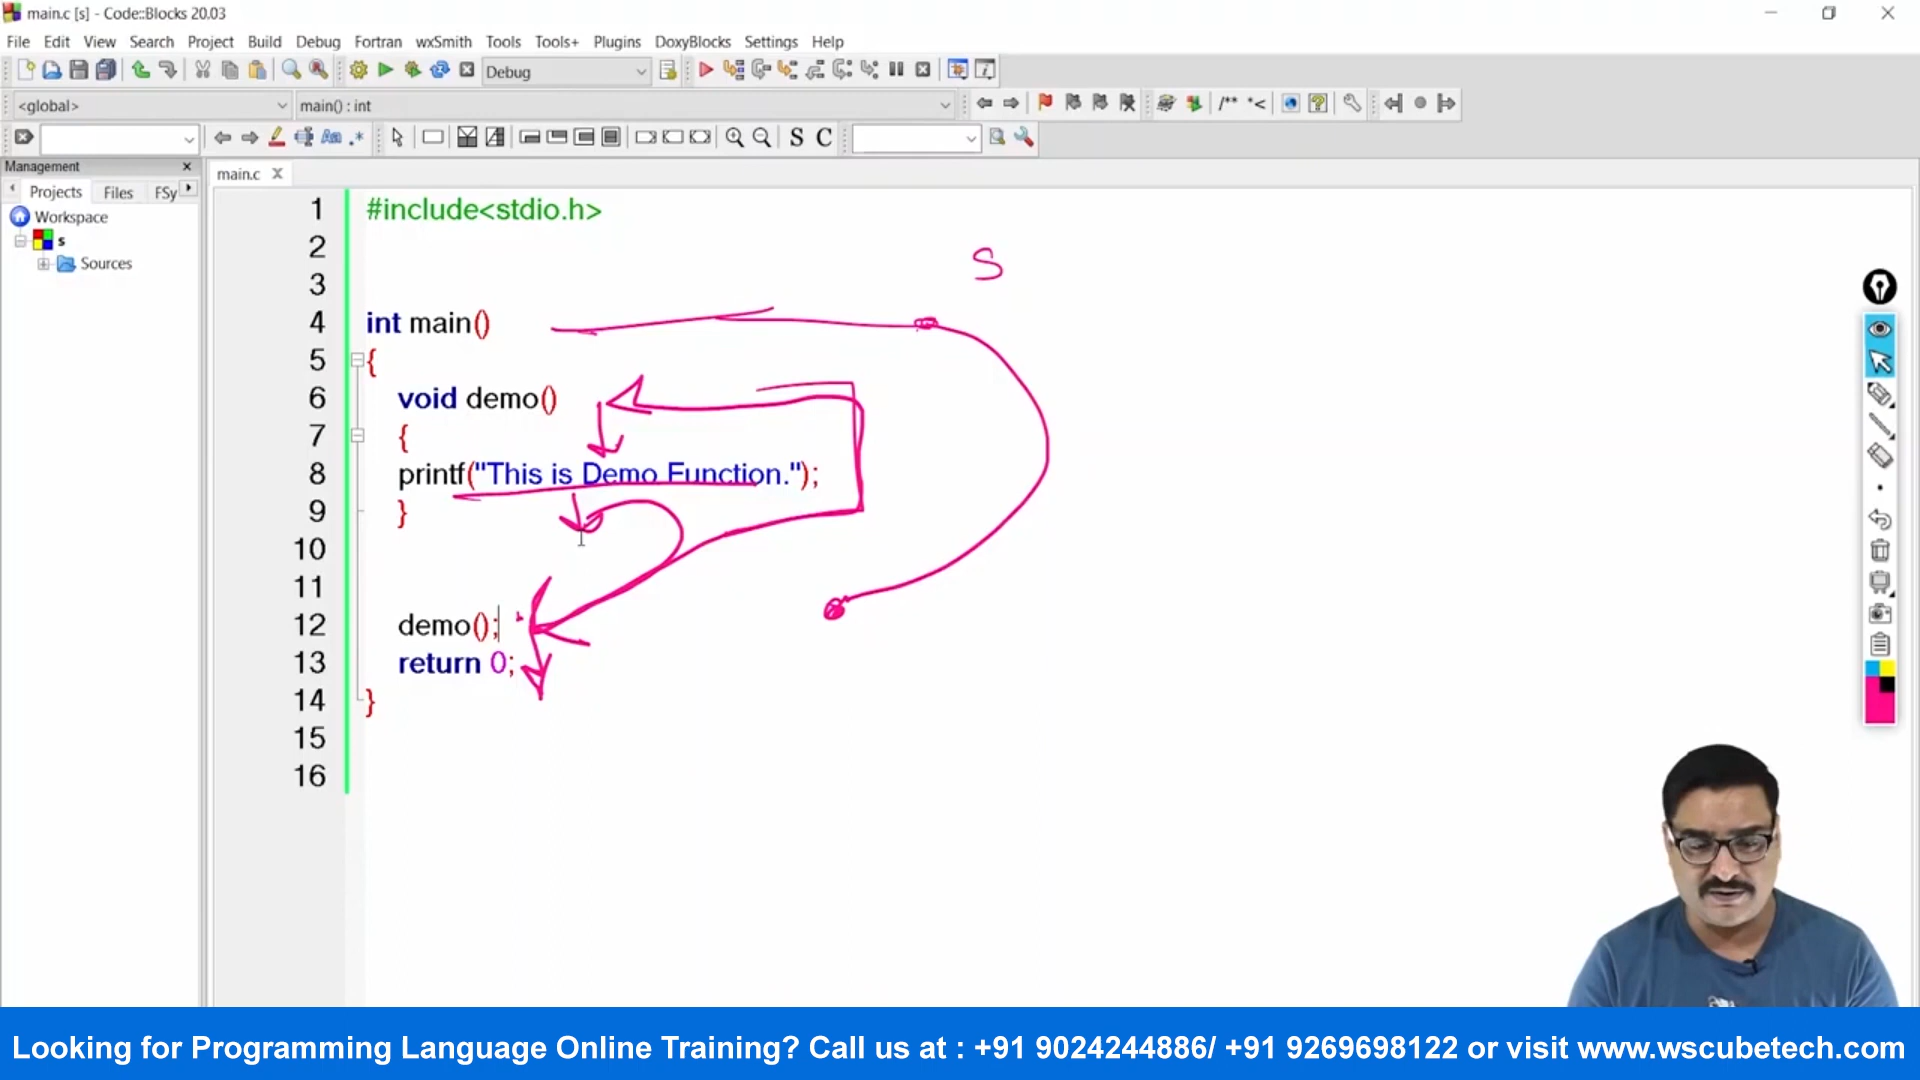 main.c [s] - Code::Blocks 20.03
File Edit View Search Project Build Debug Fortran wxSmith Tools Tools+ Plugins DoxyBlocks Settings Help
Debug
<global> main() : int
/** *<
Aa .* S C
Management
Projects Files FSy
main.c
Workspace
s
Sources
1 #include<stdio.h>
2
S
3
4 int main()
5 {
6 void demo()
7 {
8 printf("This is Demo Function.");
9 }
10
11
12 demo();
13 return 0;
14 }
15
16
Looking for Programming Language Online Training? Call us at : +91 9024244886/ +91 9269698122 or visit www.wscubetech.com